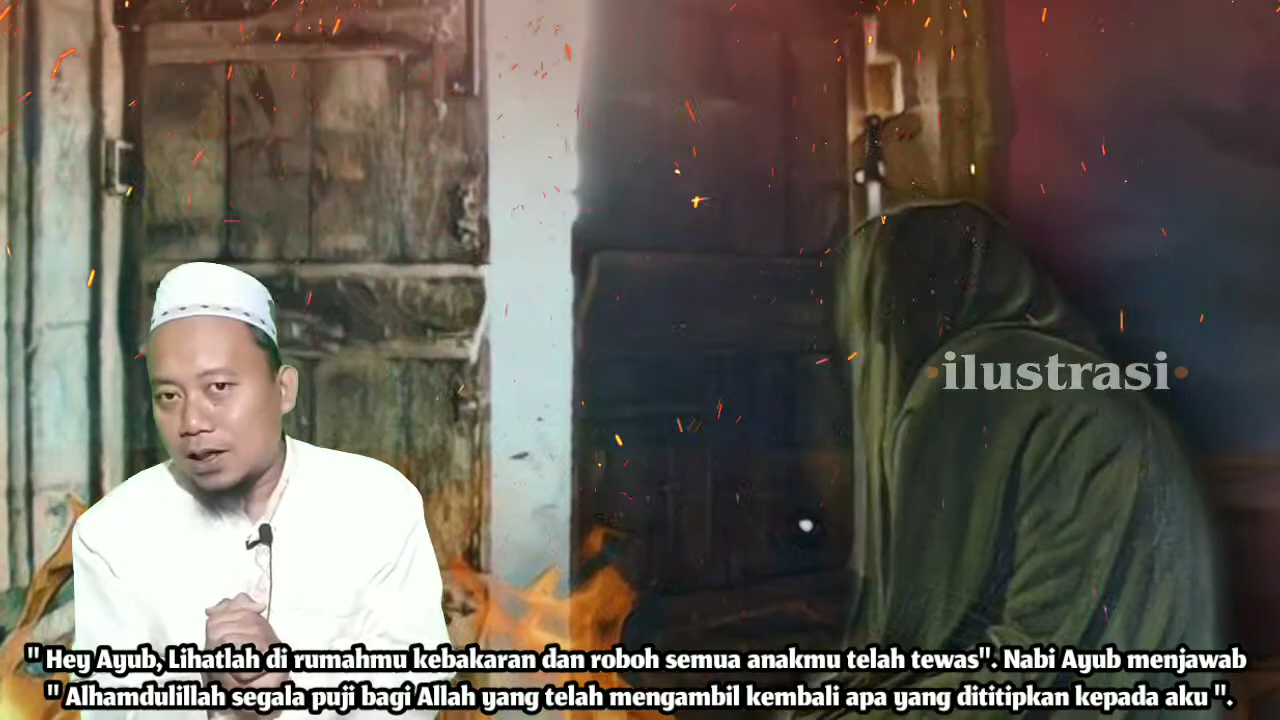 •ilustrasi•
" Hey Ayub, Lihatlah di rumahmu kebakaran dan roboh semua anakmu telah tewas". Nabi Ayub menjawab
" Alhamdulillah segala puji bagi Allah yang telah mengambil kembali apa yang dititipkan kepada aku ".